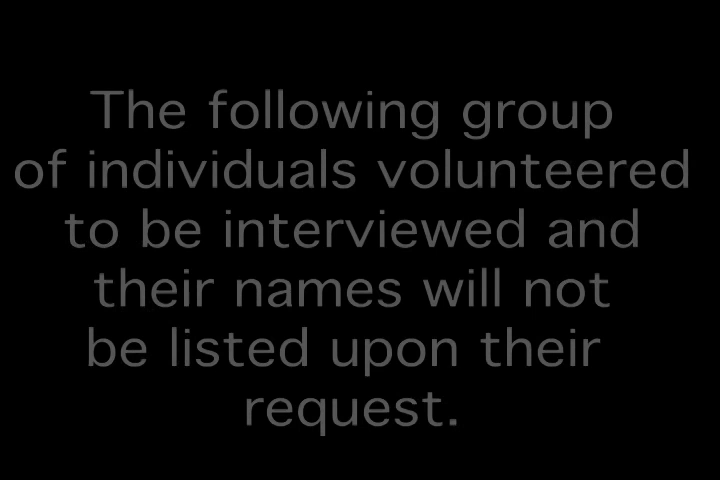 The following group
of individuals volunteered
to be interviewed and
their names will not
be listed upon their
request.